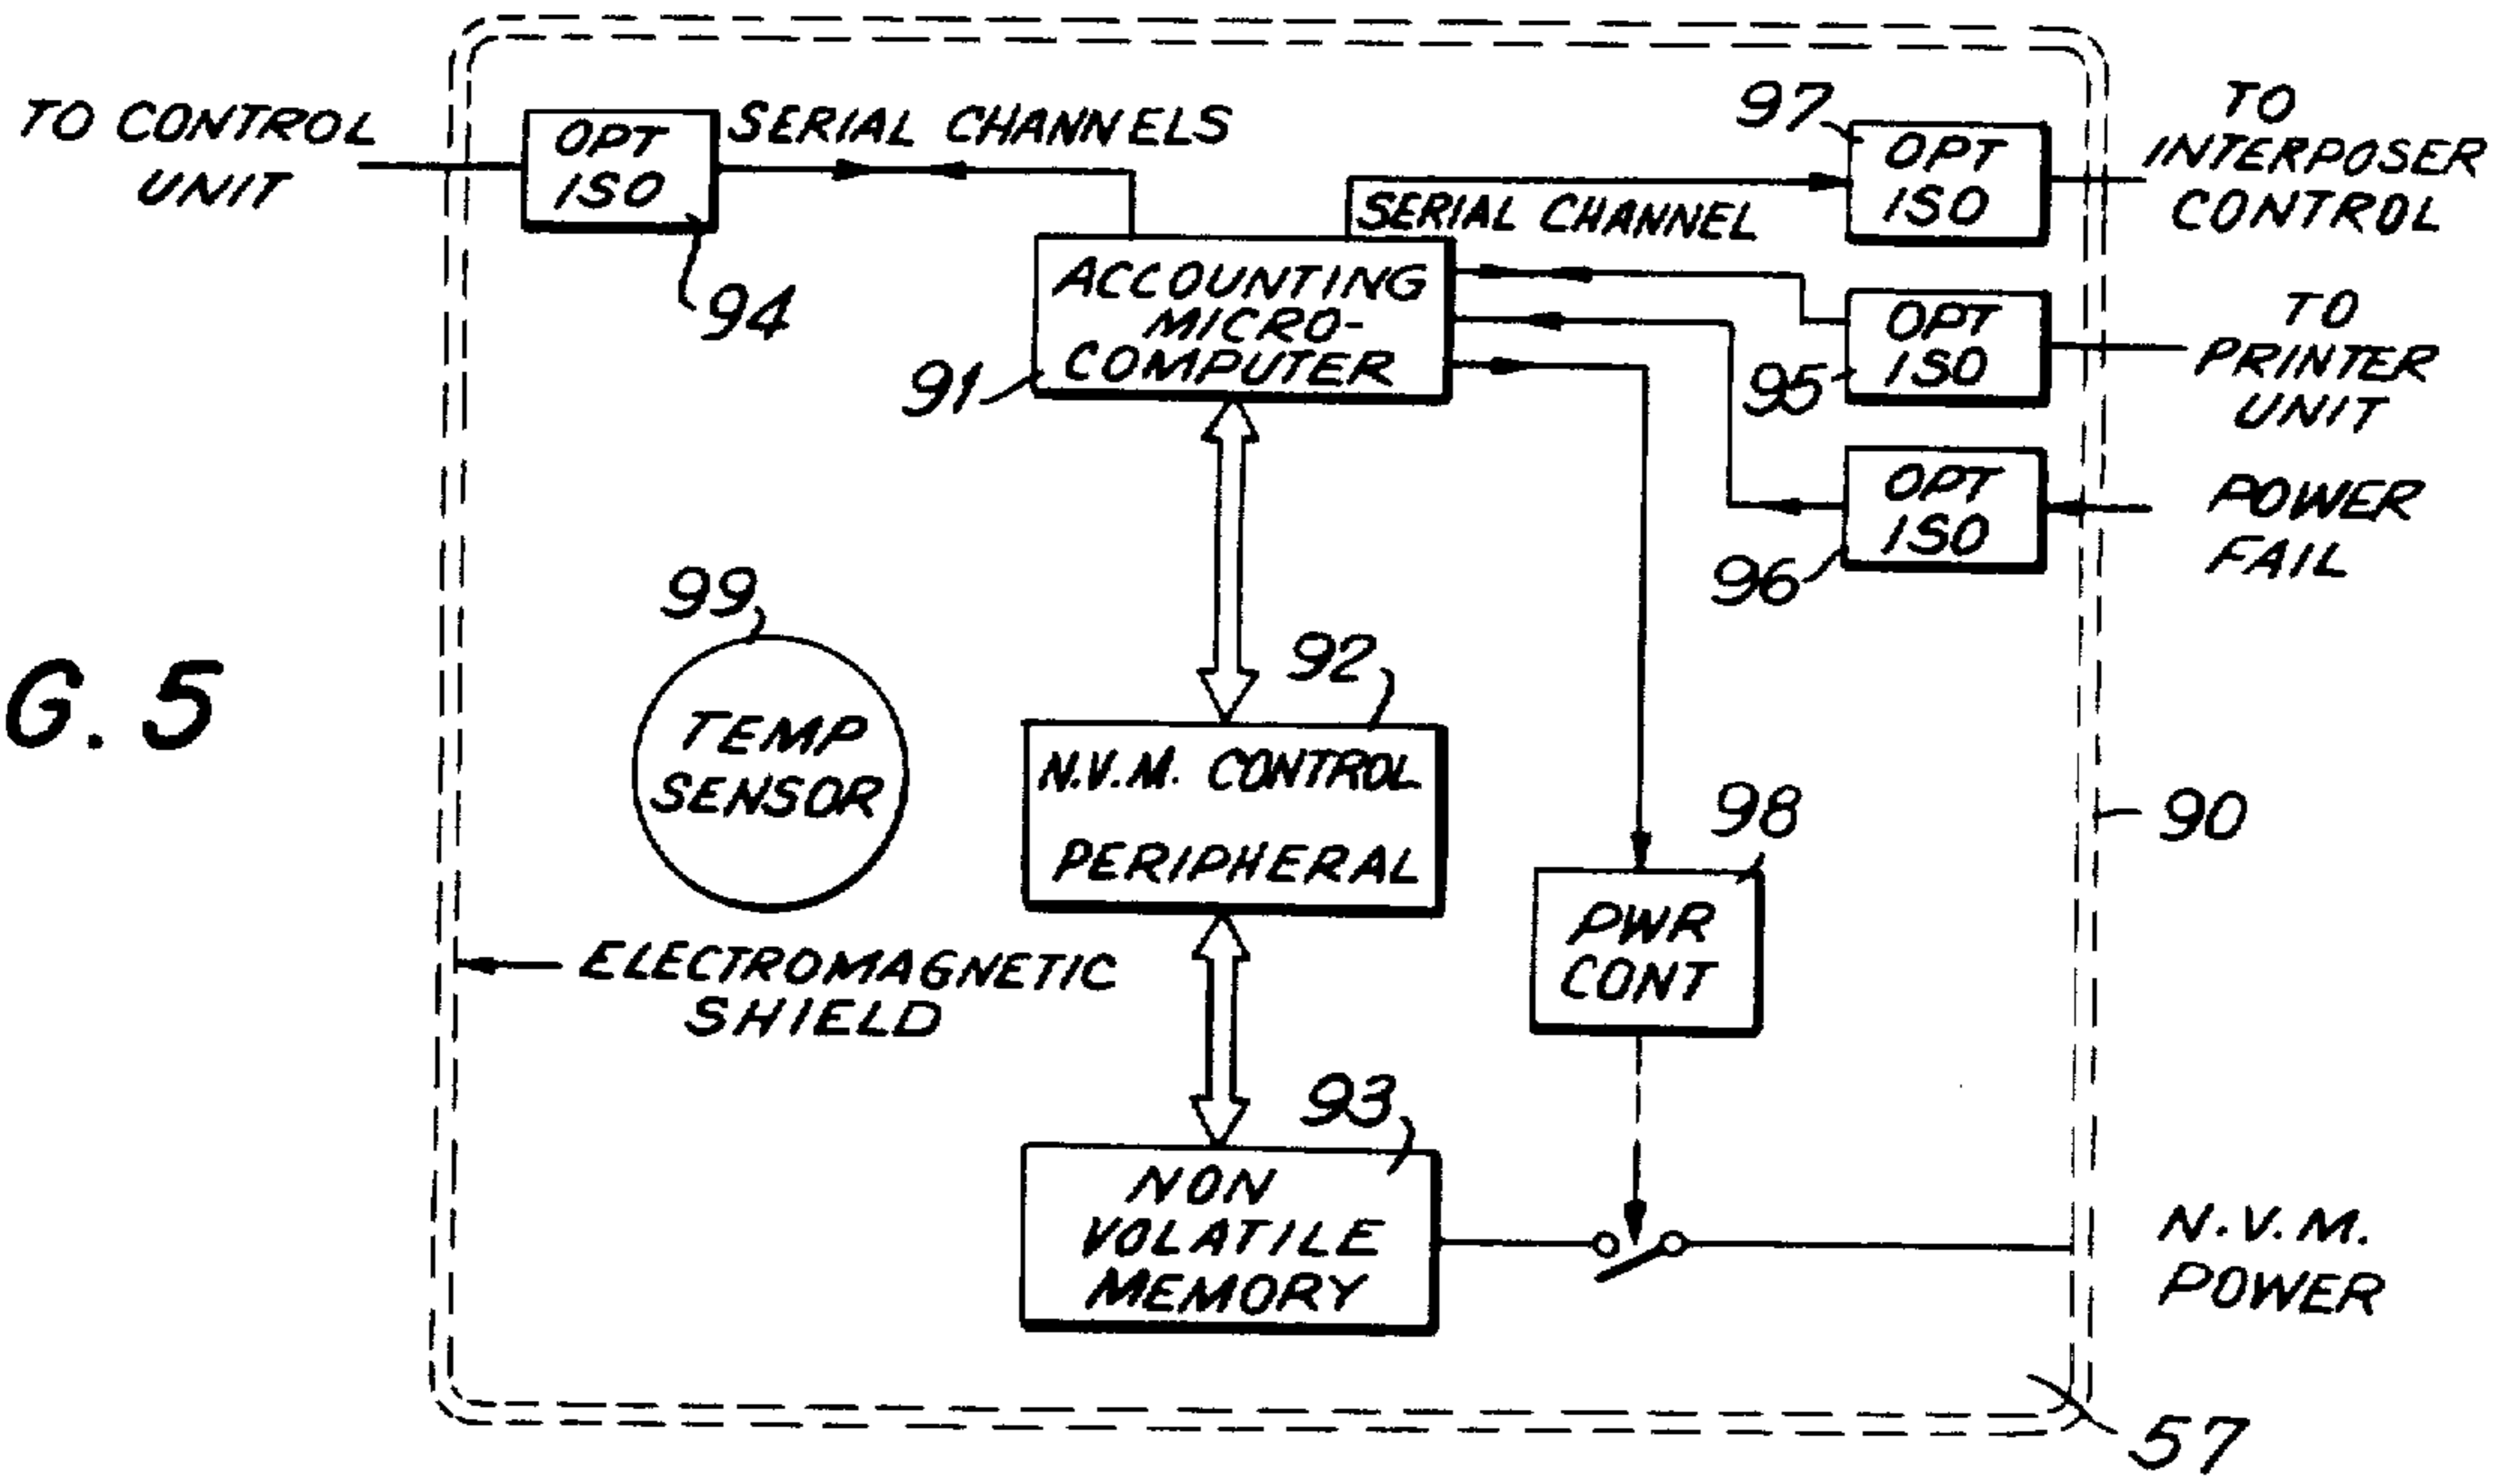 TO CONTROL
UNIT
OPT
ISO
94
SERIAL CHANNELS
SERIAL CHANNEL
97
OPT
ISO
TO
INTERPOSER
CONTROL
ACCOUNTING
MICRO-
COMPUTER
91
95
OPT
ISO
TO
PRINTER
UNIT
96
OPT
ISO
POWER
FAIL
99
TEMP
SENSOR
G. 5
92
N.V.M. CONTROL
PERIPHERAL
98
PWR
CONT
90
ELECTROMAGNETIC
SHIELD
93
NON
VOLATILE
MEMORY
N.V.M.
POWER
57